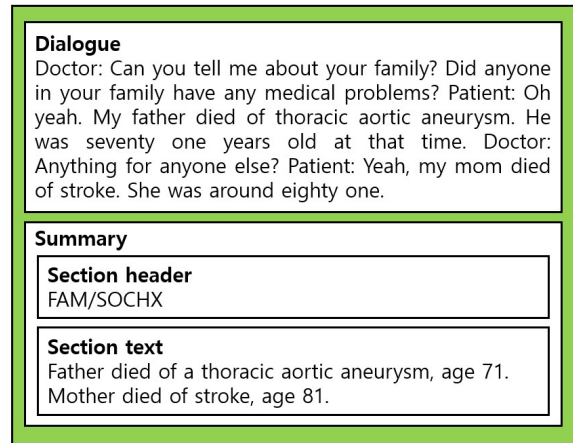 Dialogue
Doctor: Can you tell me about your family? Did anyone
in your family have any medical problems? Patient: Oh
yeah. My father died of thoracic aortic aneurysm. He
was seventy one years old at that time. Doctor:
Anything for anyone else? Patient: Yeah, my mom died
of stroke. She was around eighty one.
Summary
Section header
FAM/SOCHX
Section text
Father died of a thoracic aortic aneurysm, age 71.
Mother died of stroke, age 81.